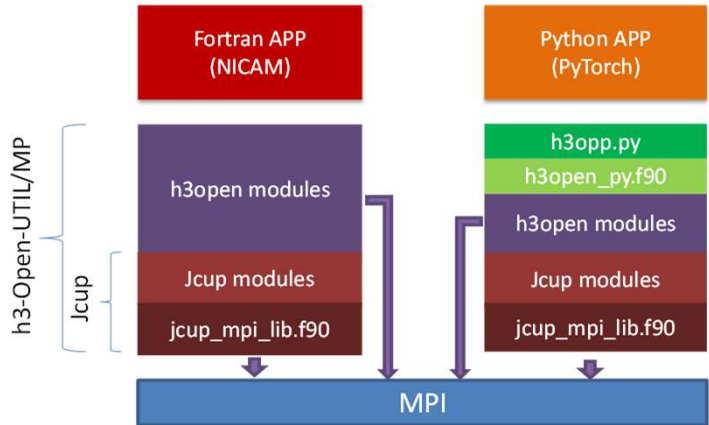 Fortran APP
(NICAM)
Python APP
(PyTorch)
h3-Open-UTIL/MP
Jcup
h3open modules
Jcup modules
jcup_mpi_lib.f90
h3opp.py
h3open_py.f90
h3open modules
Jcup modules
jcup_mpi_lib.f90
MPI